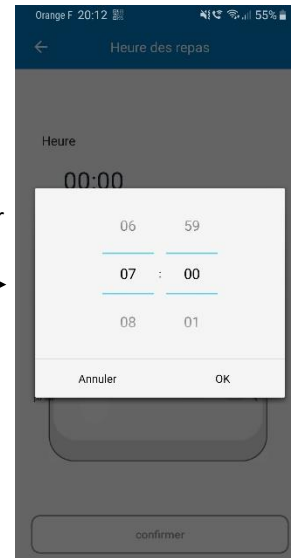 Orange F 20:12 55%
Heure des repas
Heure
00:00
r
06 59
07 : 00
08 01
Annuler OK
confirmer